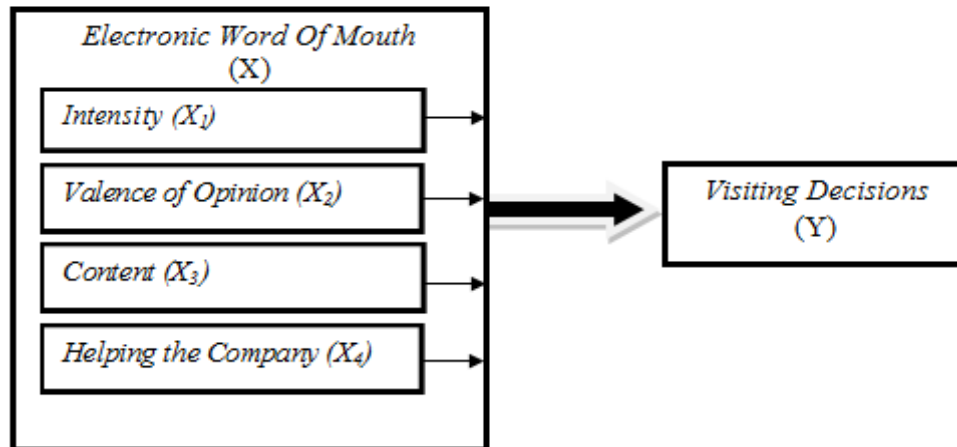 Electronic Word Of Mouth
(X)
Intensity (X₁)
Valence of Opinion (X₂)
Content (X₃)
Helping the Company (X₄)
Visiting Decisions
(Y)